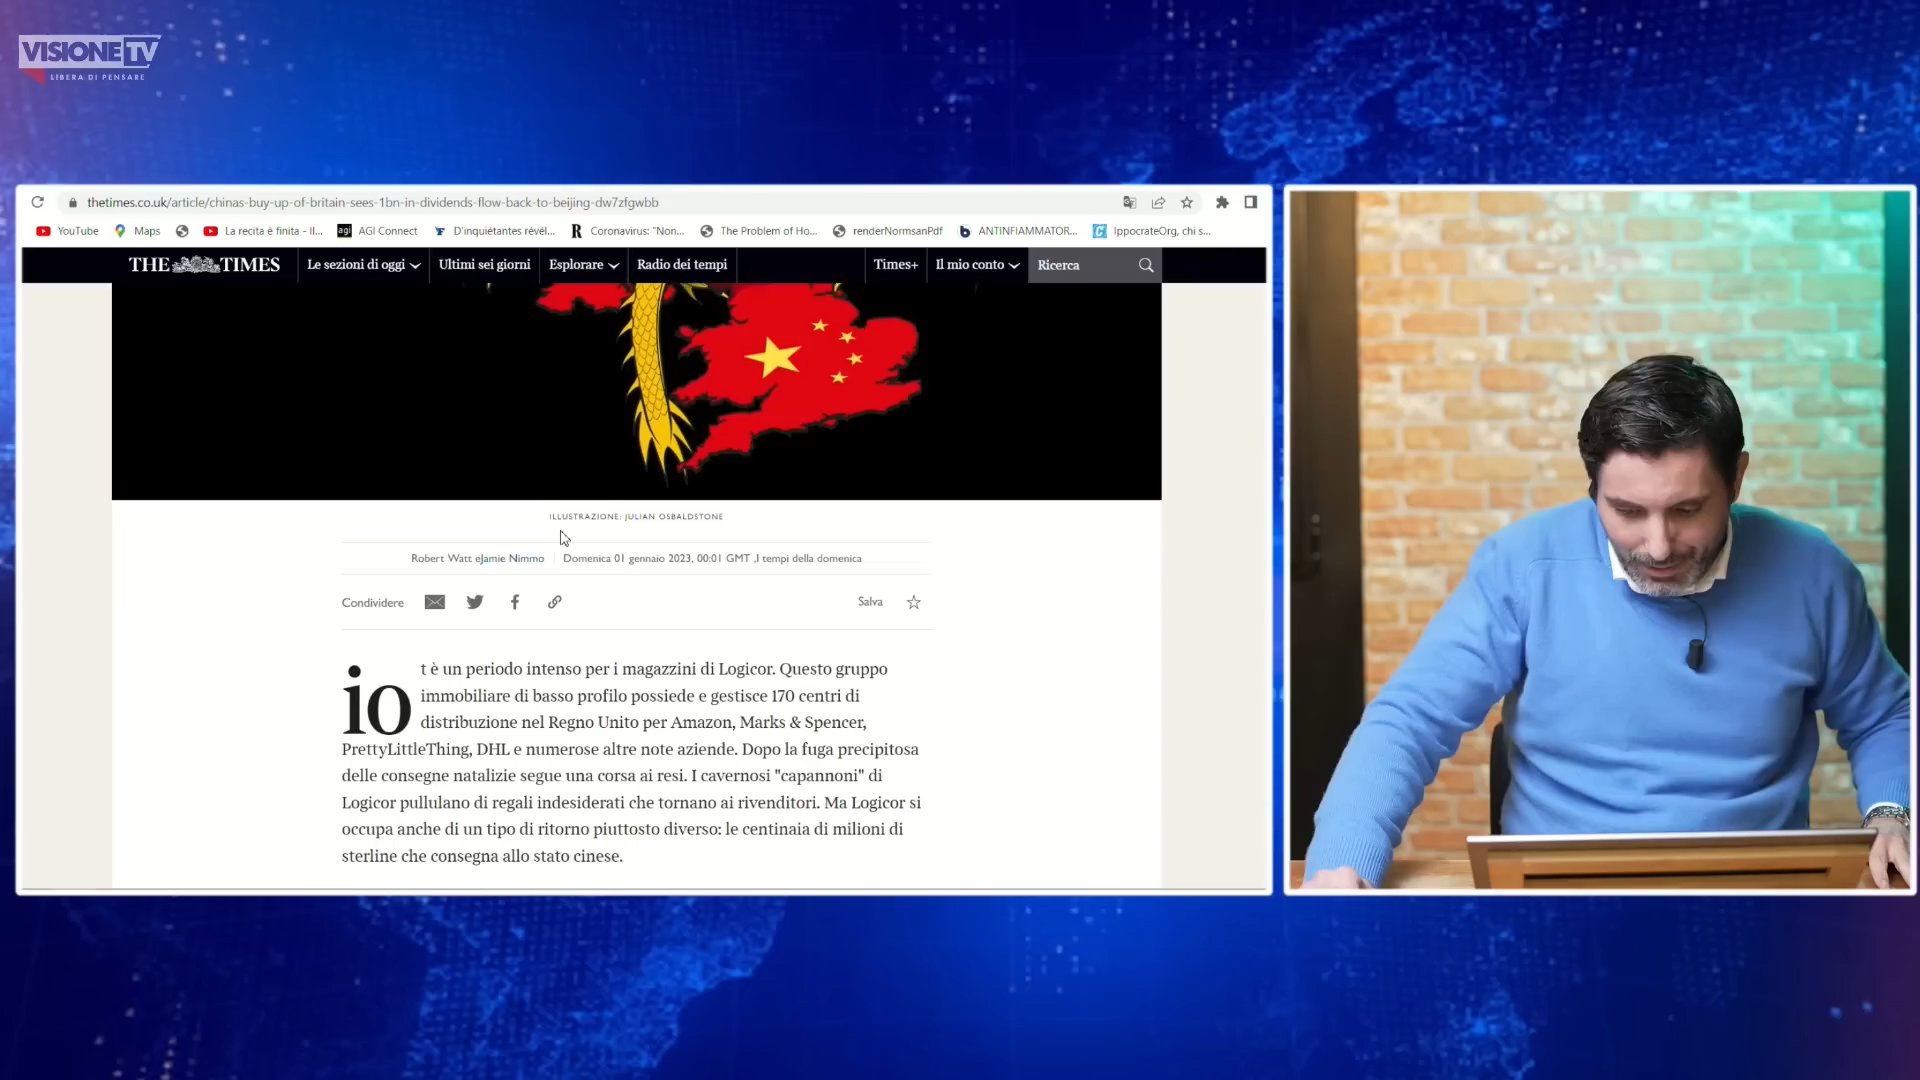 VISIONE TV
LIBERA DI PENSARE
thetimes.co.uk/article/chinas-buy-up-of-britain-sees-1bn-in-dividends-flow-back-to-beijing-dw7zfgwbb
YouTube Maps La recita è finita - Il... agi AGI Connect D'inquiétantes révél... R Coronavirus: "Non... The Problem of Ho... renderNormsanPdf b ANTINFIAMMATOR... IppocrateOrg, chi s...
THE TIMES Le sezioni di oggi Ultimi sei giorni Esplorare Radio dei tempi Times+ Il mio conto Ricerca
ILLUSTRAZIONE: JULIAN OSBALDSTONE
Robert Watt eJamie Nimmo Domenica 01 gennaio 2023, 00:01 GMT ,I tempi della domenica
Condividere Salva
io t è un periodo intenso per i magazzini di Logicor. Questo gruppo
immobiliare di basso profilo possiede e gestisce 170 centri di
distribuzione nel Regno Unito per Amazon, Marks & Spencer,
PrettyLittleThing, DHL e numerose altre note aziende. Dopo la fuga precipitosa
delle consegne natalizie segue una corsa ai resi. I cavernosi "capannoni" di
Logicor pullulano di regali indesiderati che tornano ai rivenditori. Ma Logicor si
occupa anche di un tipo di ritorno piuttosto diverso: le centinaia di milioni di
sterline che consegna allo stato cinese.